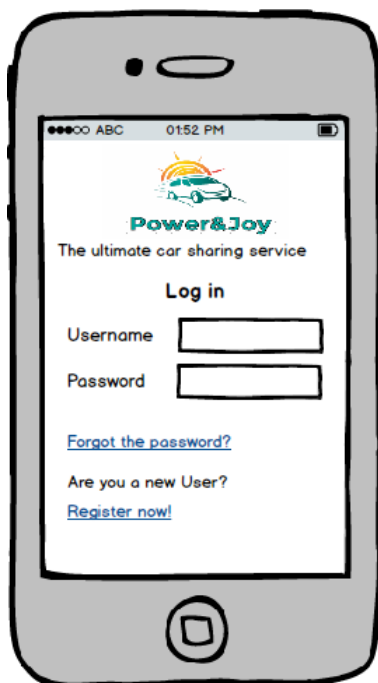 ABC 01:52 PM
Power&Joy
The ultimate car sharing service
Log in
Username
Password
Forgot the password?
Are you a new User?
Register now!